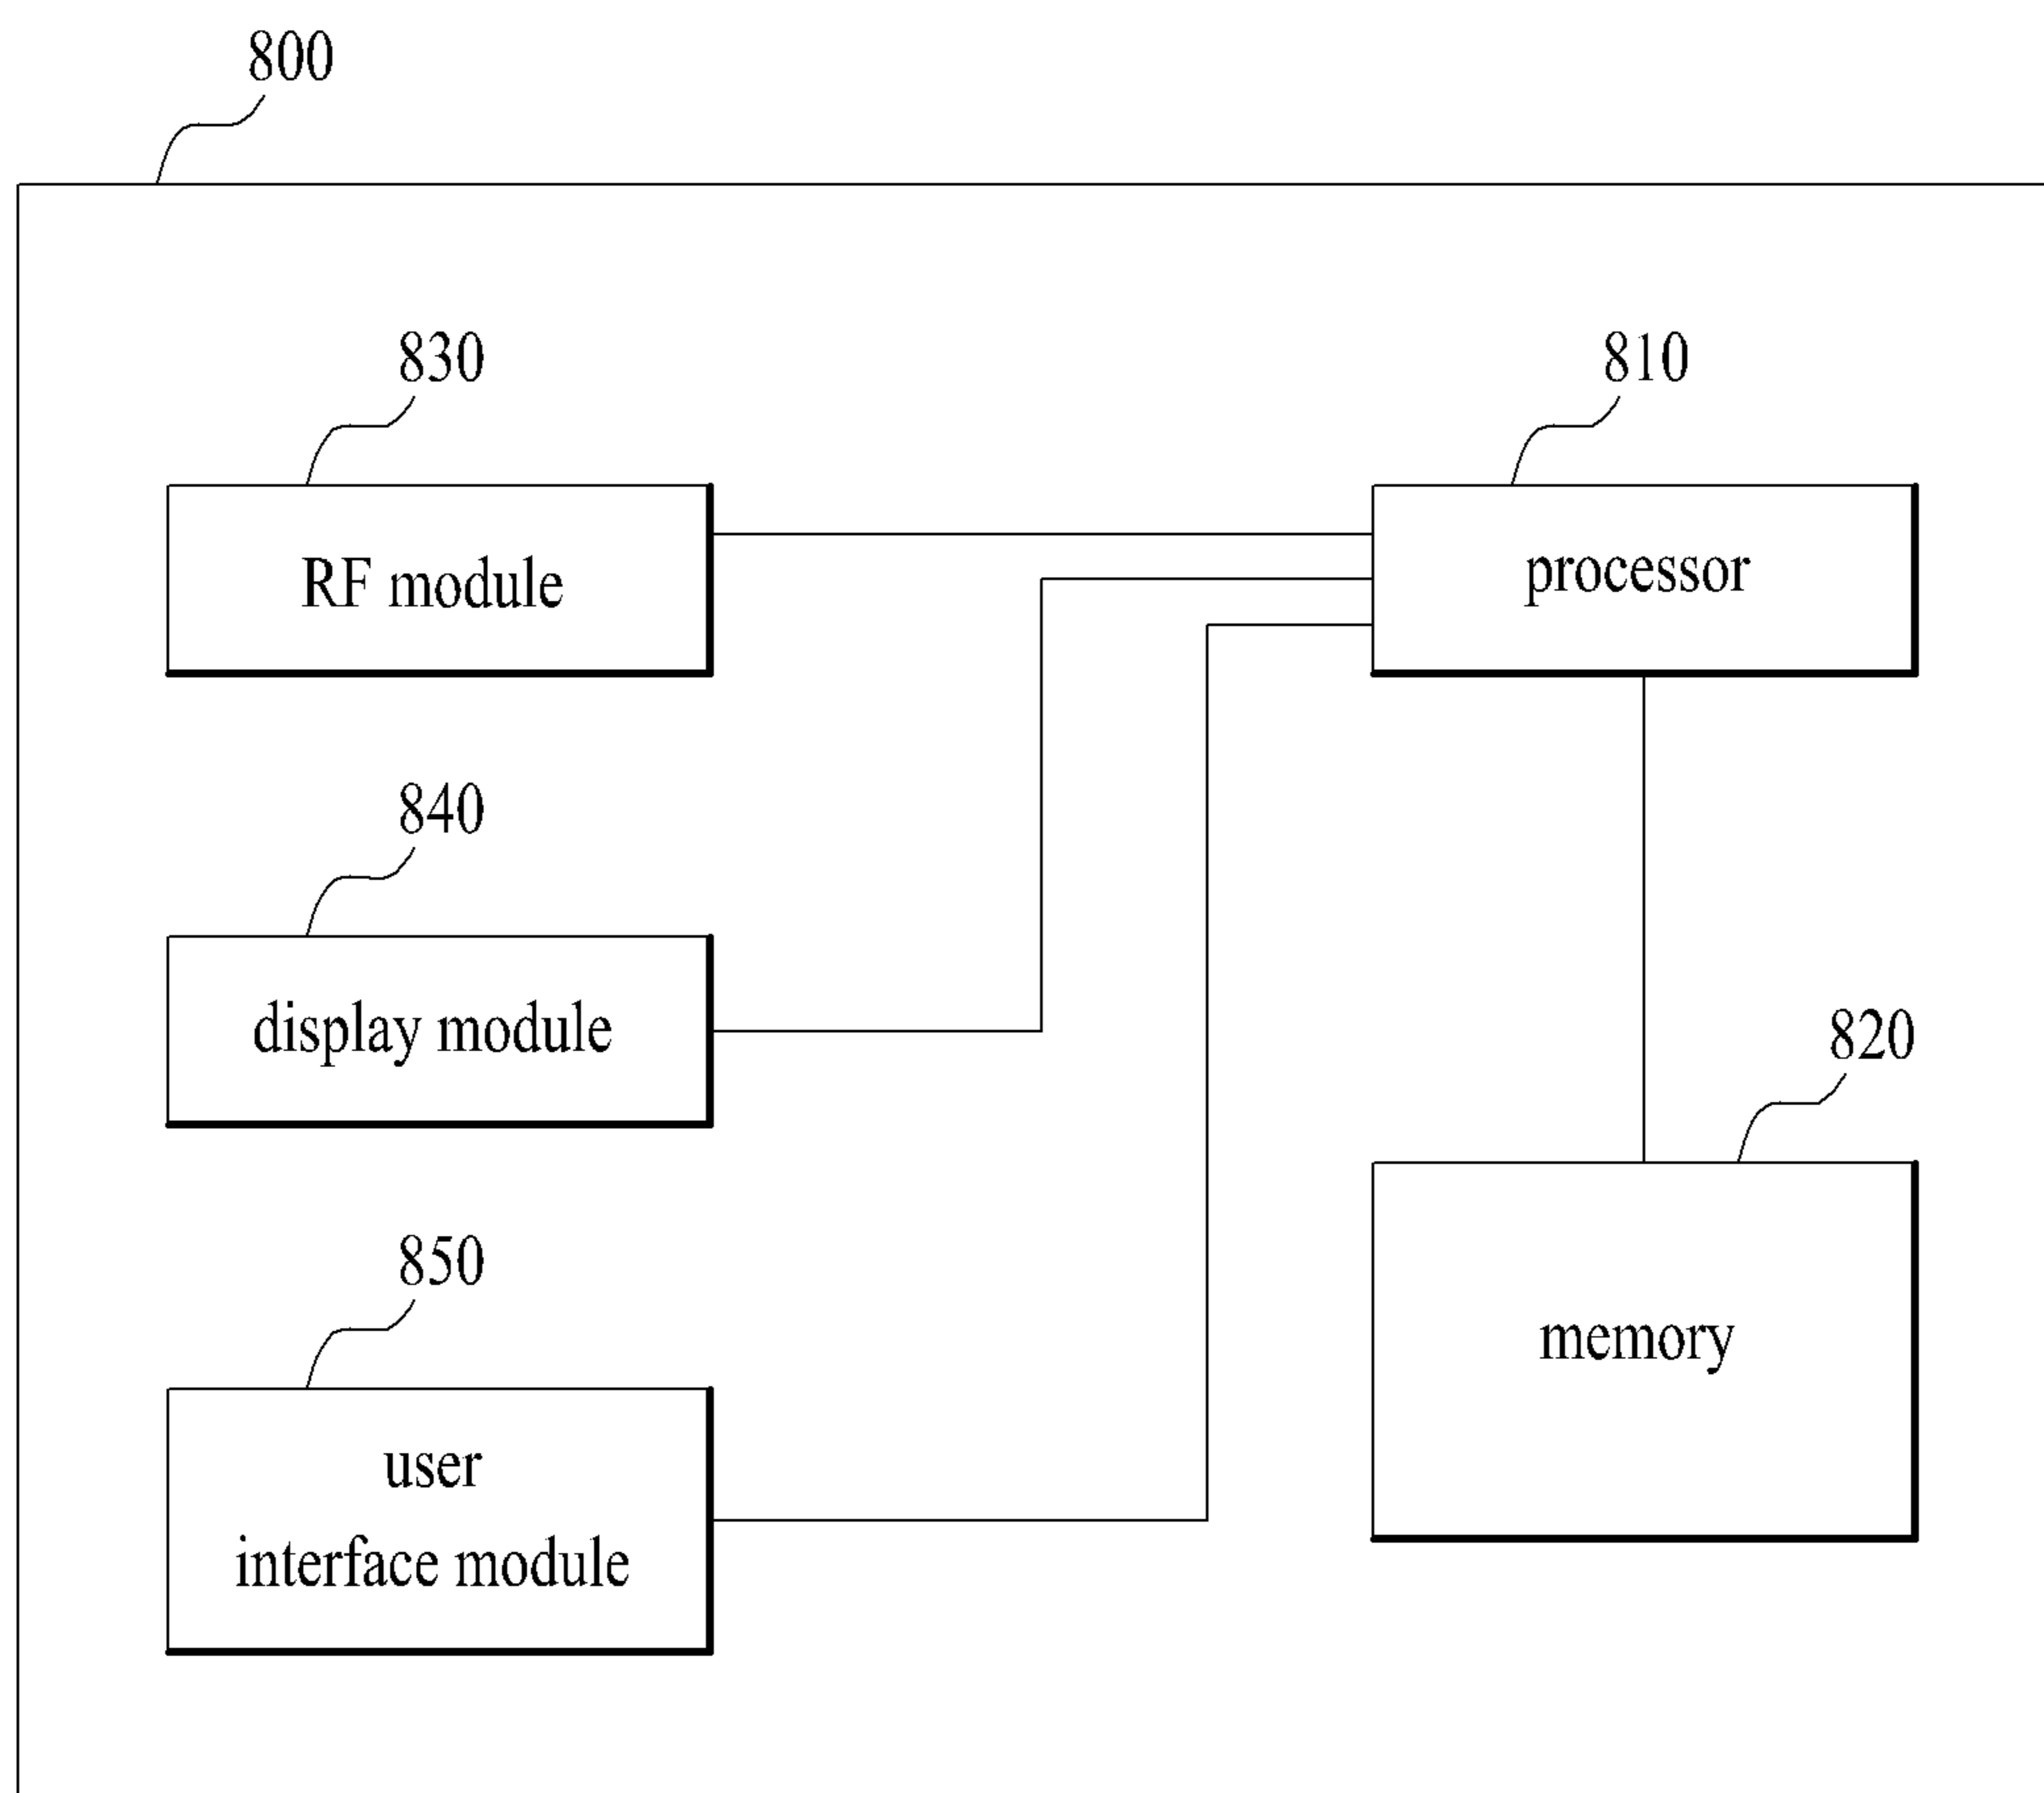 800
830
810
RF module
processor
840
display module
820
850
memory
user
interface module